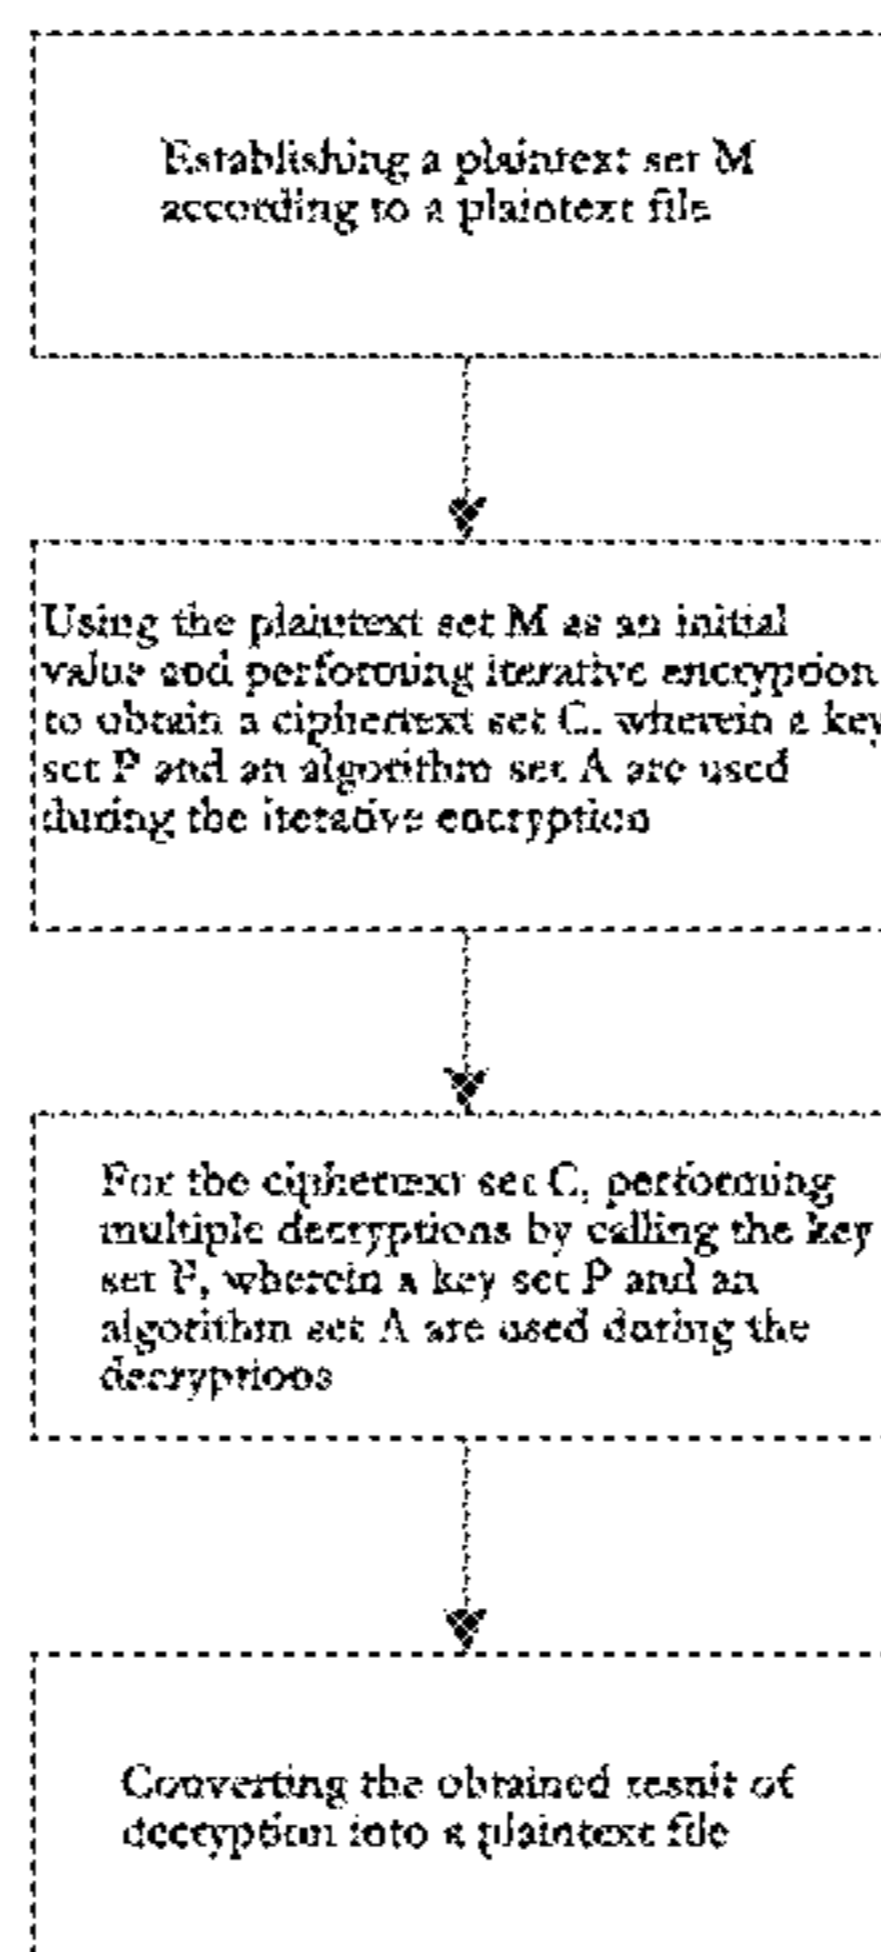 Establishing a plaintext set M
according to a plaintext file
Using the plaintext set M as an initial
value and performing iterative encryption
to obtain a ciphertext set C, wherein a key
set P and an algorithm set A are used
during the iterative encryption
For the ciphertext set C, performing
multiple decryptions by calling the key
set P, wherein a key set P and an
algorithm set A are used during the
decryptions
Converting the obtained result of
decryption into a plaintext file